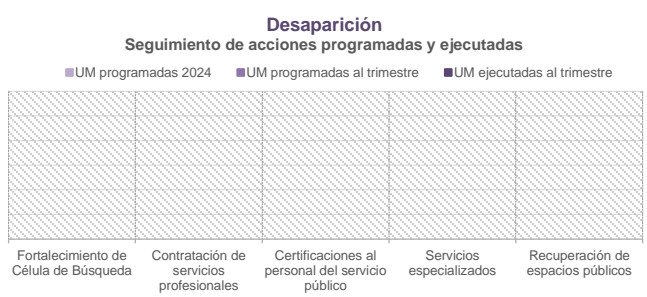 Desaparición
Seguimiento de acciones programadas y ejecutadas
UM programadas 2024 UM programadas al trimestre UM ejecutadas al trimestre
Fortalecimiento de
Célula de Búsqueda
Contratación de
servicios
profesionales
Certificaciones al
personal del servicio
público
Servicios
especializados
Recuperación de
espacios públicos